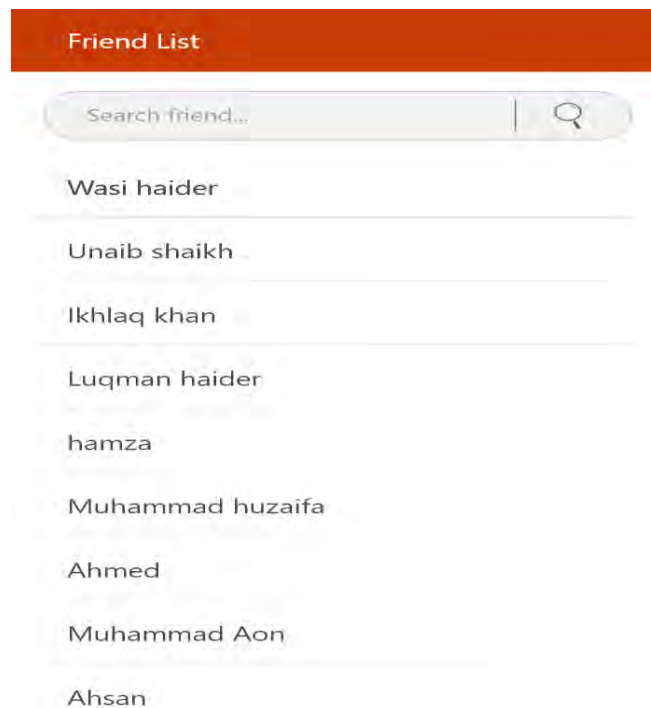 Friend List
Search friend...
Wasi haider
Unaib shaikh
Ikhlaq khan
Luqman haider
hamza
Muhammad huzaifa
Ahmed
Muhammad Aon
Ahsan